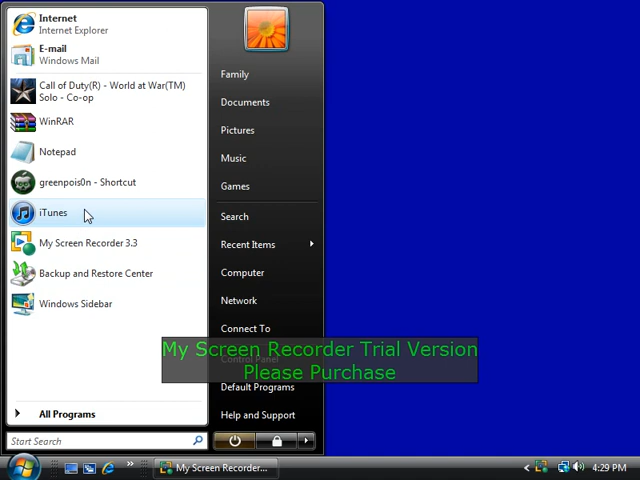 Internet
Internet Explorer
E-mail
Windows Mail
Call of Duty(R) - World at War(TM)
Solo - Co-op
WinRAR
Notepad
greenpois0n - Shortcut
iTunes
My Screen Recorder 3.3
Backup and Restore Center
Windows Sidebar
All Programs
Start Search
Family
Documents
Pictures
Music
Games
Search
Recent Items
Computer
Network
Connect To
Control Panel
Default Programs
Help and Support
My Screen Recorder Trial Version
Please Purchase
My Screen Recorder...
4:29 PM